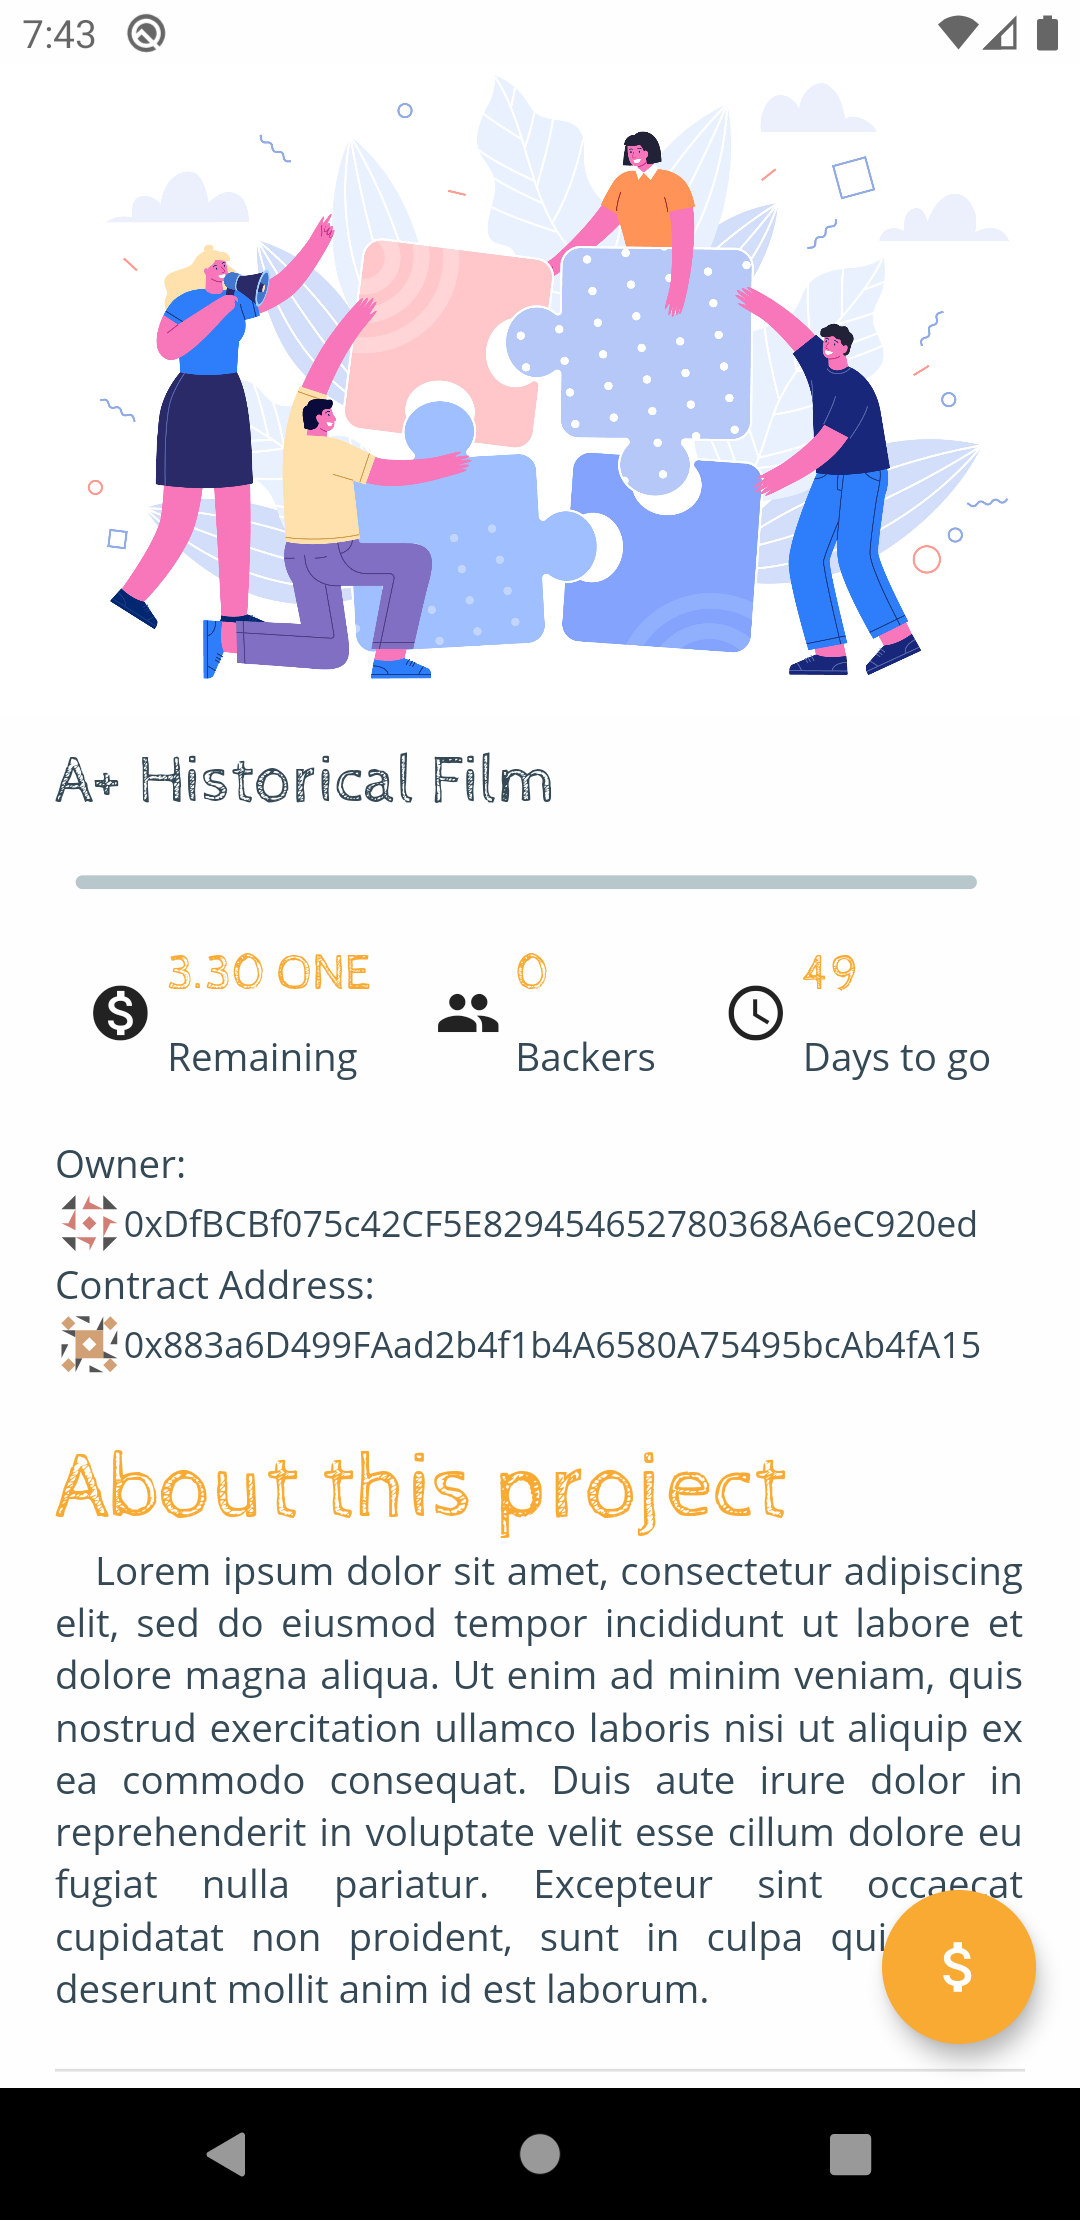 7:43
A+ Historical Film
3.30 ONE 0 49
Remaining Backers Days to go
Owner:
0xDfBCBf075c42CF5E829454652780368A6eC920ed
Contract Address:
0x883a6D499FAad2b4f1b4A6580A75495bcAb4fA15
About this project
Lorem ipsum dolor sit amet, consectetur adipiscing
elit, sed do eiusmod tempor incididunt ut labore et
dolore magna aliqua. Ut enim ad minim veniam, quis
nostrud exercitation ullamco laboris nisi ut aliquip ex
ea commodo consequat. Duis aute irure dolor in
reprehenderit in voluptate velit esse cillum dolore eu
fugiat nulla pariatur. Excepteur sint occaecat
cupidatat non proident, sunt in culpa qui
deserunt mollit anim id est laborum.
$